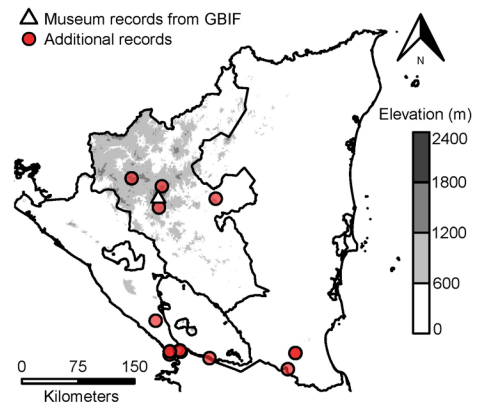 Museum records from GBIF
Additional records
N
Elevation (m)
2400
1800
1200
600
0
0 75 150
Kilometers